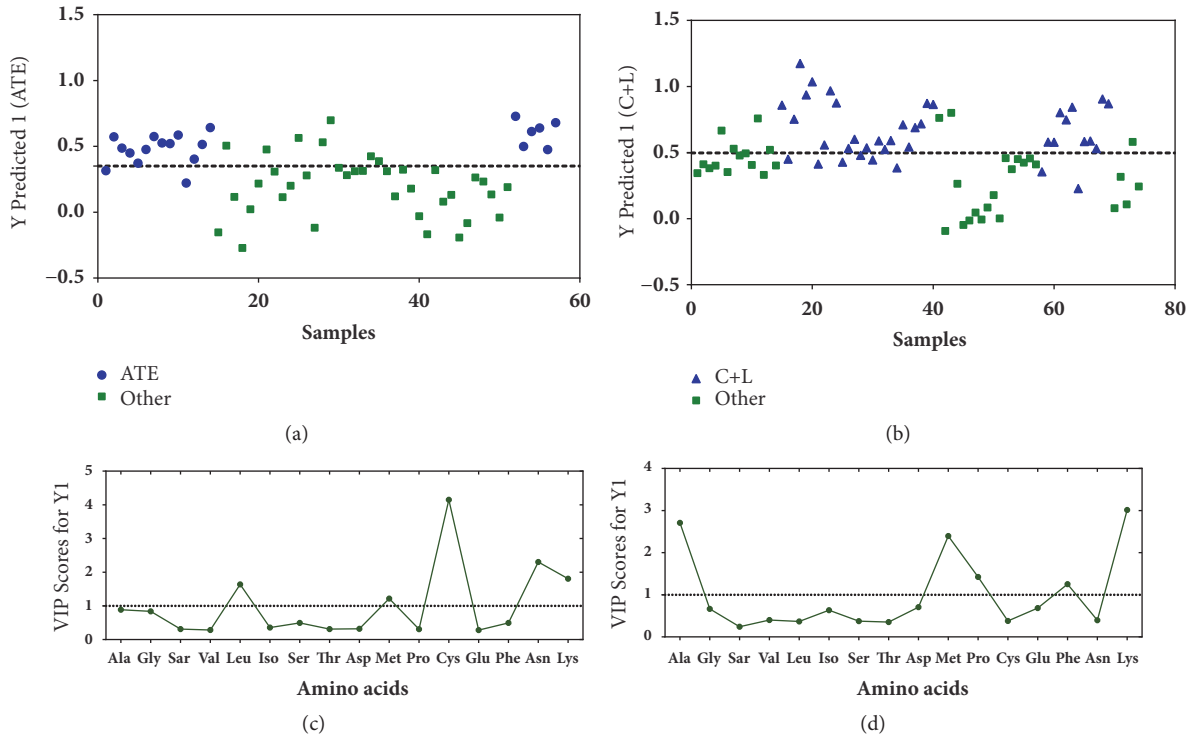 1.5
1.0
0.5
0.0
−0.5
Y Predicted 1 (ATE)
0 20 40 60
Samples
ATE
Other
(a)
1.5
1.0
0.5
0.0
−0.5
Y Predicted 1 (C+L)
0 20 40 60 80
Samples
C+L
Other
(b)
5
4
3
2
1
0
VIP Scores for Y1
Ala Gly Sar Val Leu Iso Ser Thr Asp Met Pro Cys Glu Phe Asn Lys
Amino acids
(c)
4
3
2
1
0
VIP Scores for Y1
Ala Gly Sar Val Leu Iso Ser Thr Asp Met Pro Cys Glu Phe Asn Lys
Amino acids
(d)